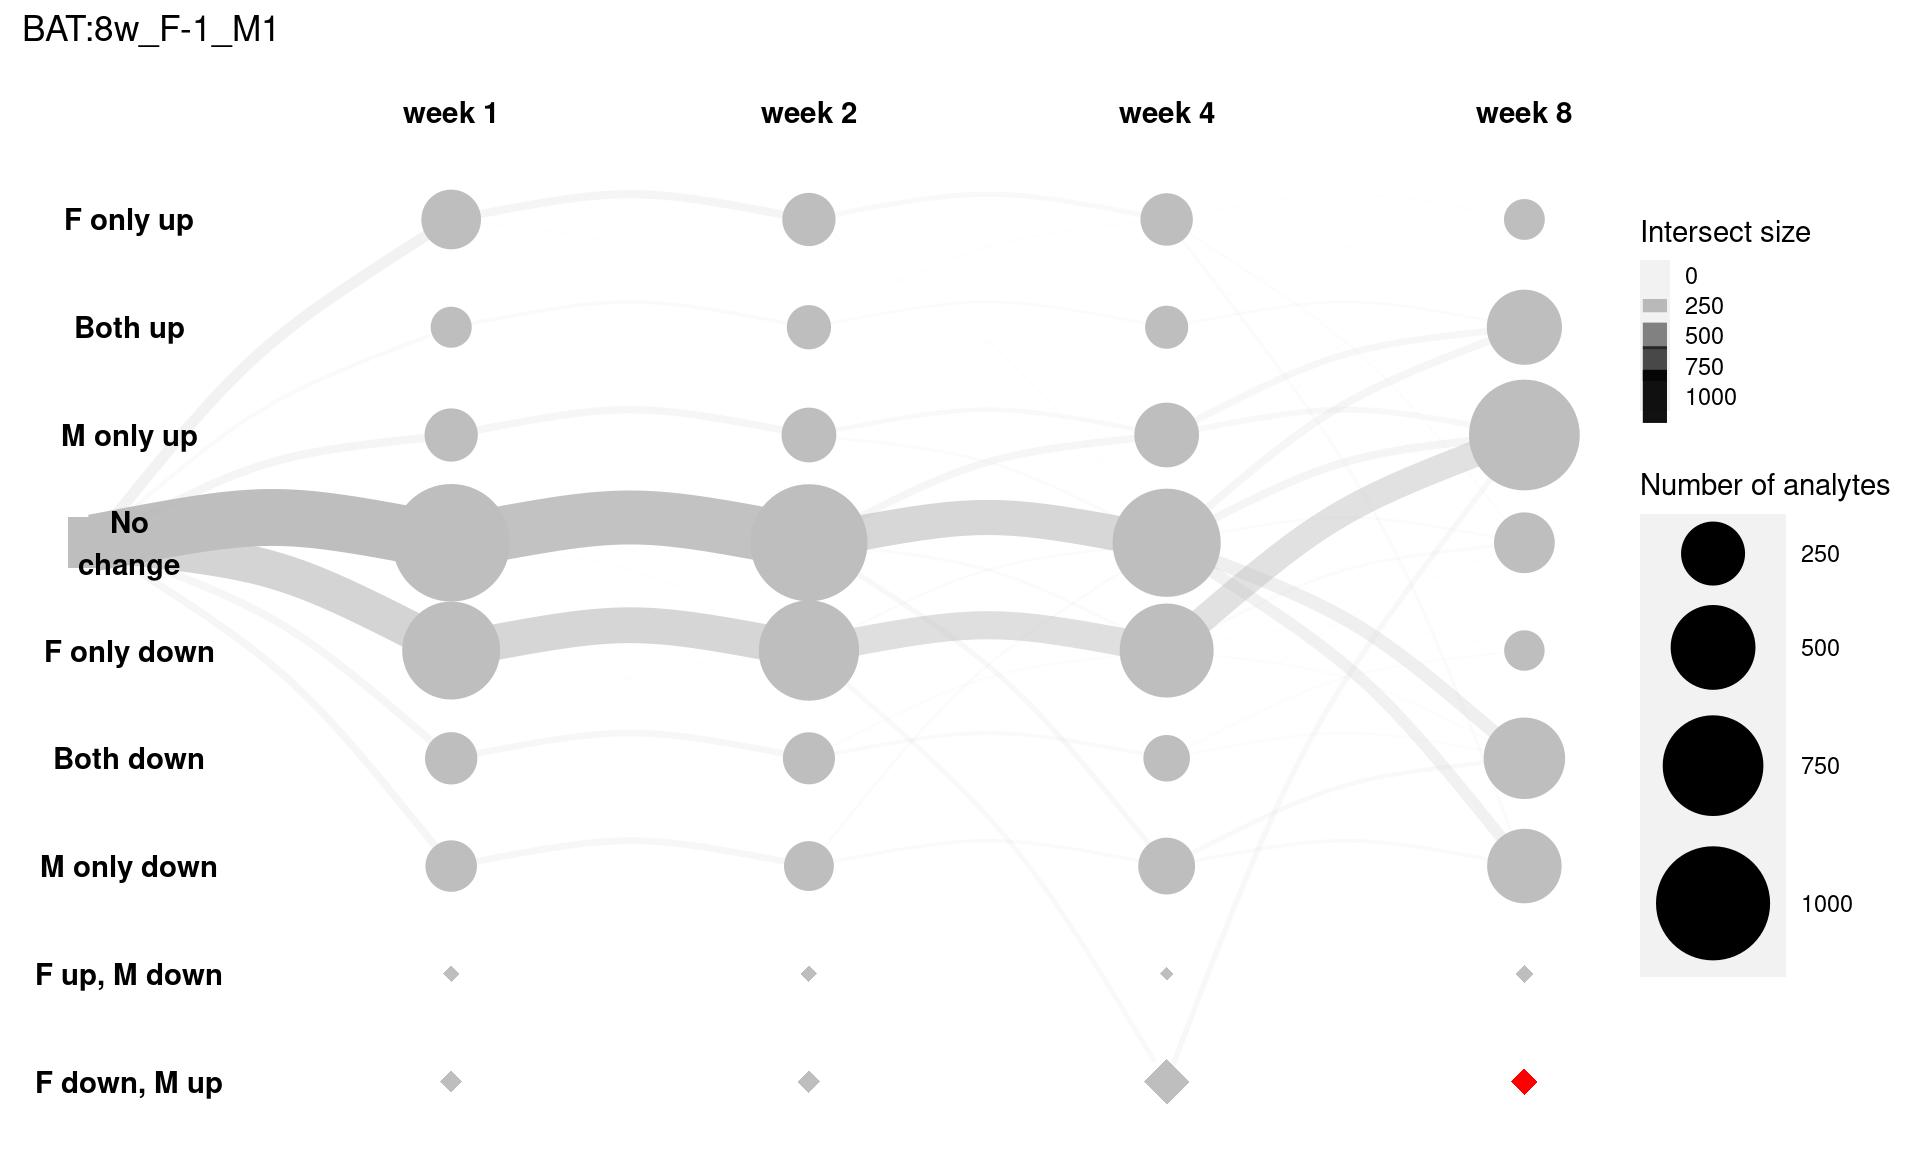 BAT:8w_F-1_M1
week 1
week 2
week 4
week 8
F only up
Both up
M only up
No
change
F only down
Both down
M only down
F up, M down
F down, M up
Intersect size
0
250
500
750
1000
Number of analytes
250
500
750
1000